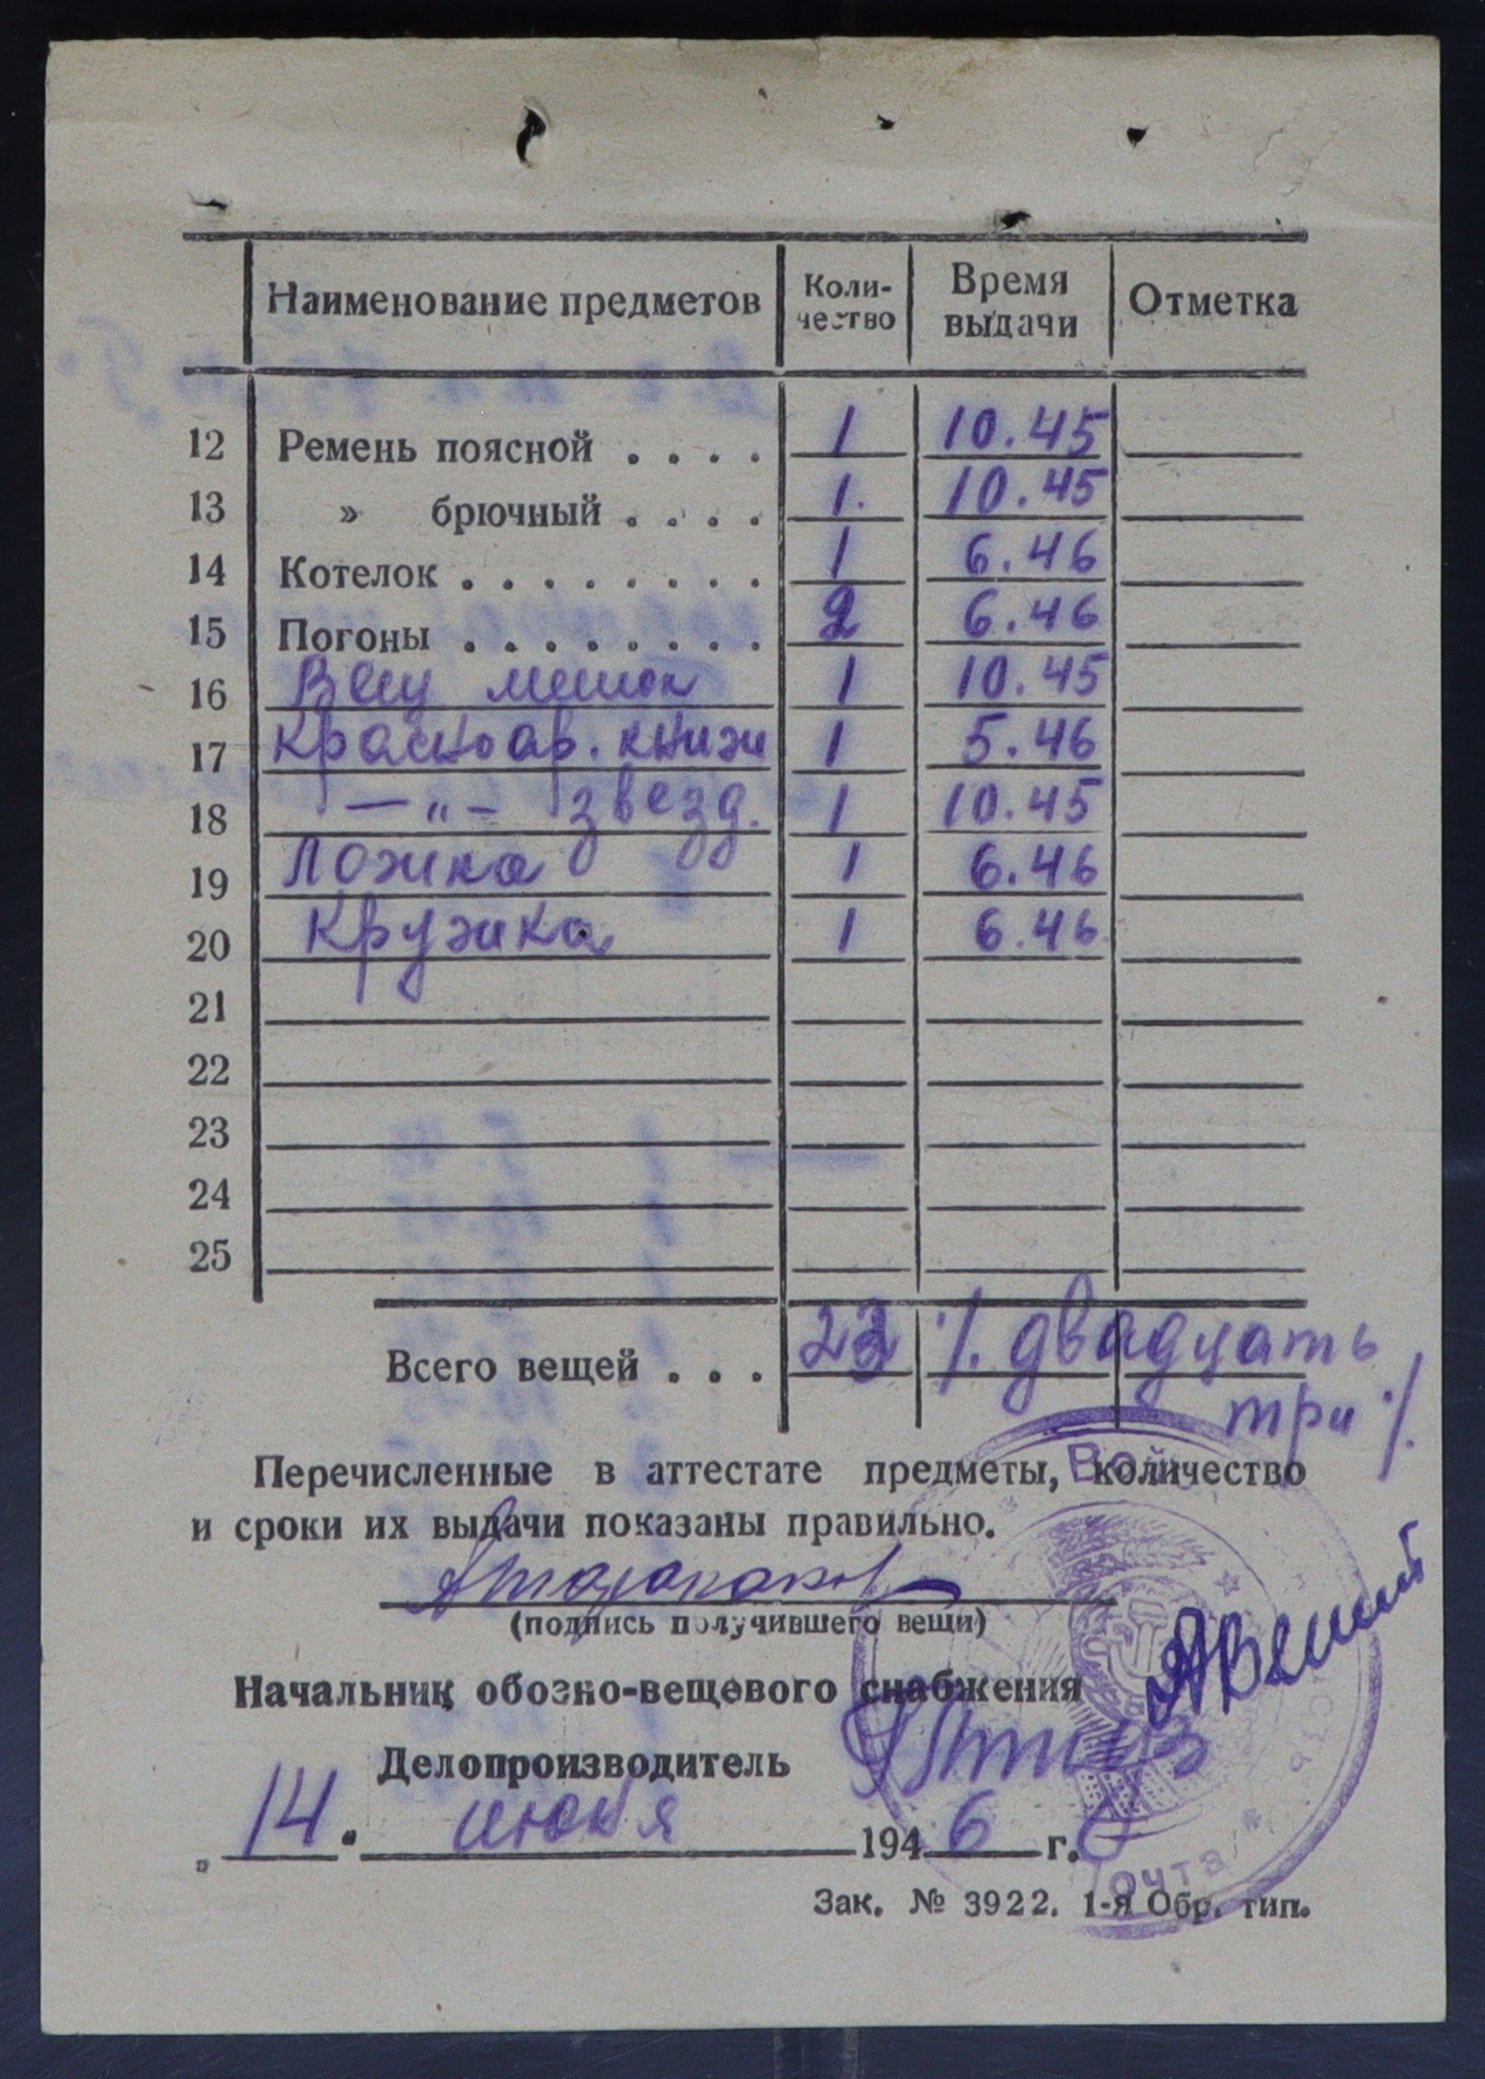 Наименование предметов Количество Время выдачи Отметка
12 Ремень поясной . . . . 1 10.45
13 » брючный . . . . 1. 10.45
14 Котелок . . . . . . . . 1 6.46
15 Погоны . . . . . . . . 2 6.46
16 Вещ мешок 1 10.45
17 Красноар. книжк 1 5.46
18 — „ – звезд. 1 10.45
19 Ложка 1 6.46
20 Кружка 1 6.46
21
22
23
24
25
Всего вещей . . . 23 ·/. двадцать
три ·/.
Перечисленные в аттестате предметы, количество
и сроки их выдачи показаны правильно.
(подпись получившего вещи)
Начальник обозно-вещевого снабжения
Делопроизводитель
„ 14 " июня 1946 г.
почта
Зак. № 3922. 1-я Обр. тип.